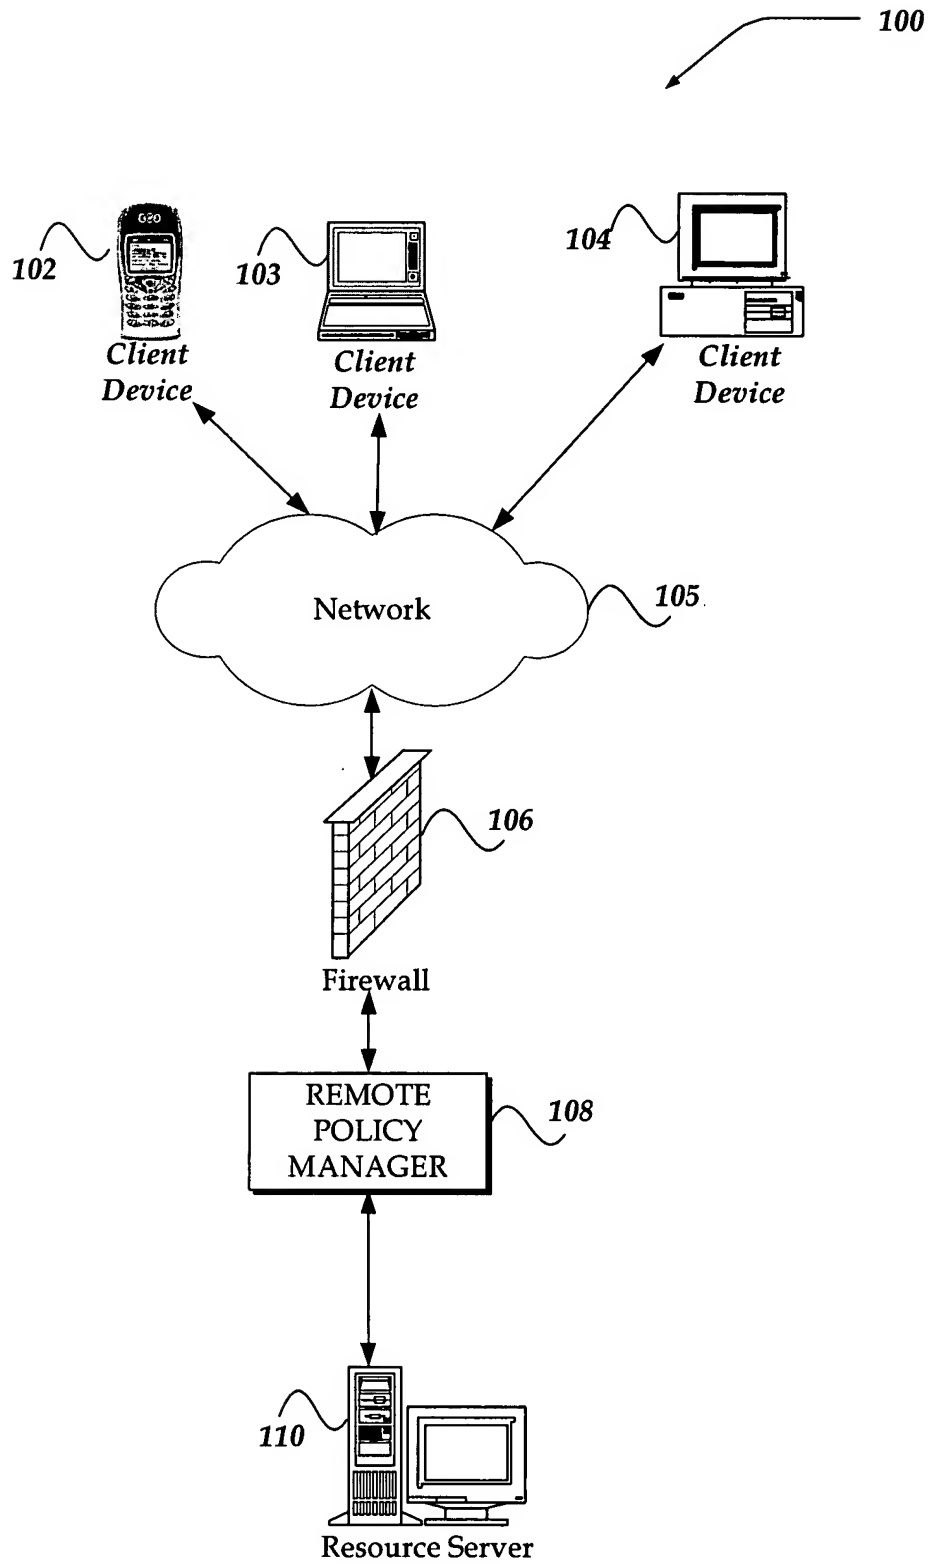 100
102
103
104
Client
Device
Client
Device
Client
Device
Network
105
106
Firewall
REMOTE
POLICY
MANAGER
108
110
Resource Server